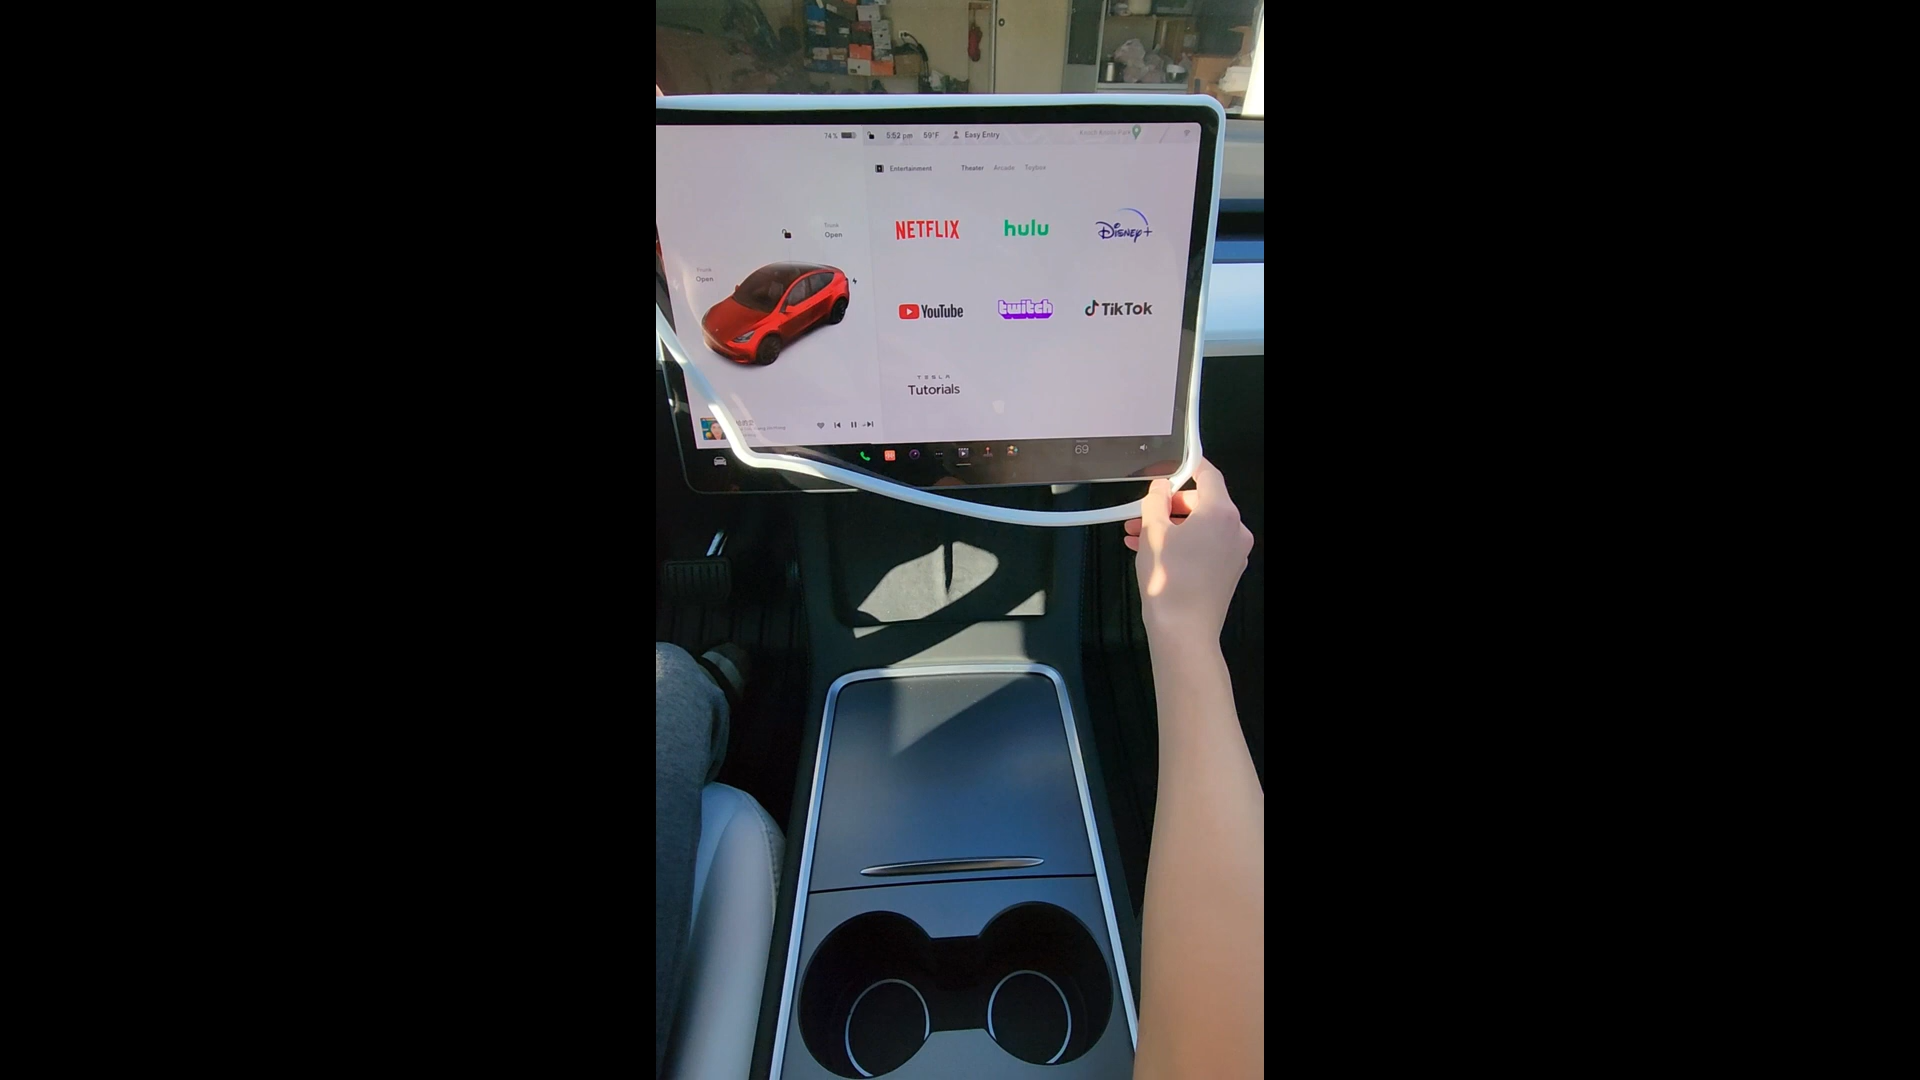 74 %
5:52 pm 59°F Easy Entry
Entertainment Theater Arcade Toybox
NETFLIX hulu Disney+
Trunk
Open
Frunk
Open
YouTube twitch TikTok
TESLA
Tutorials
69